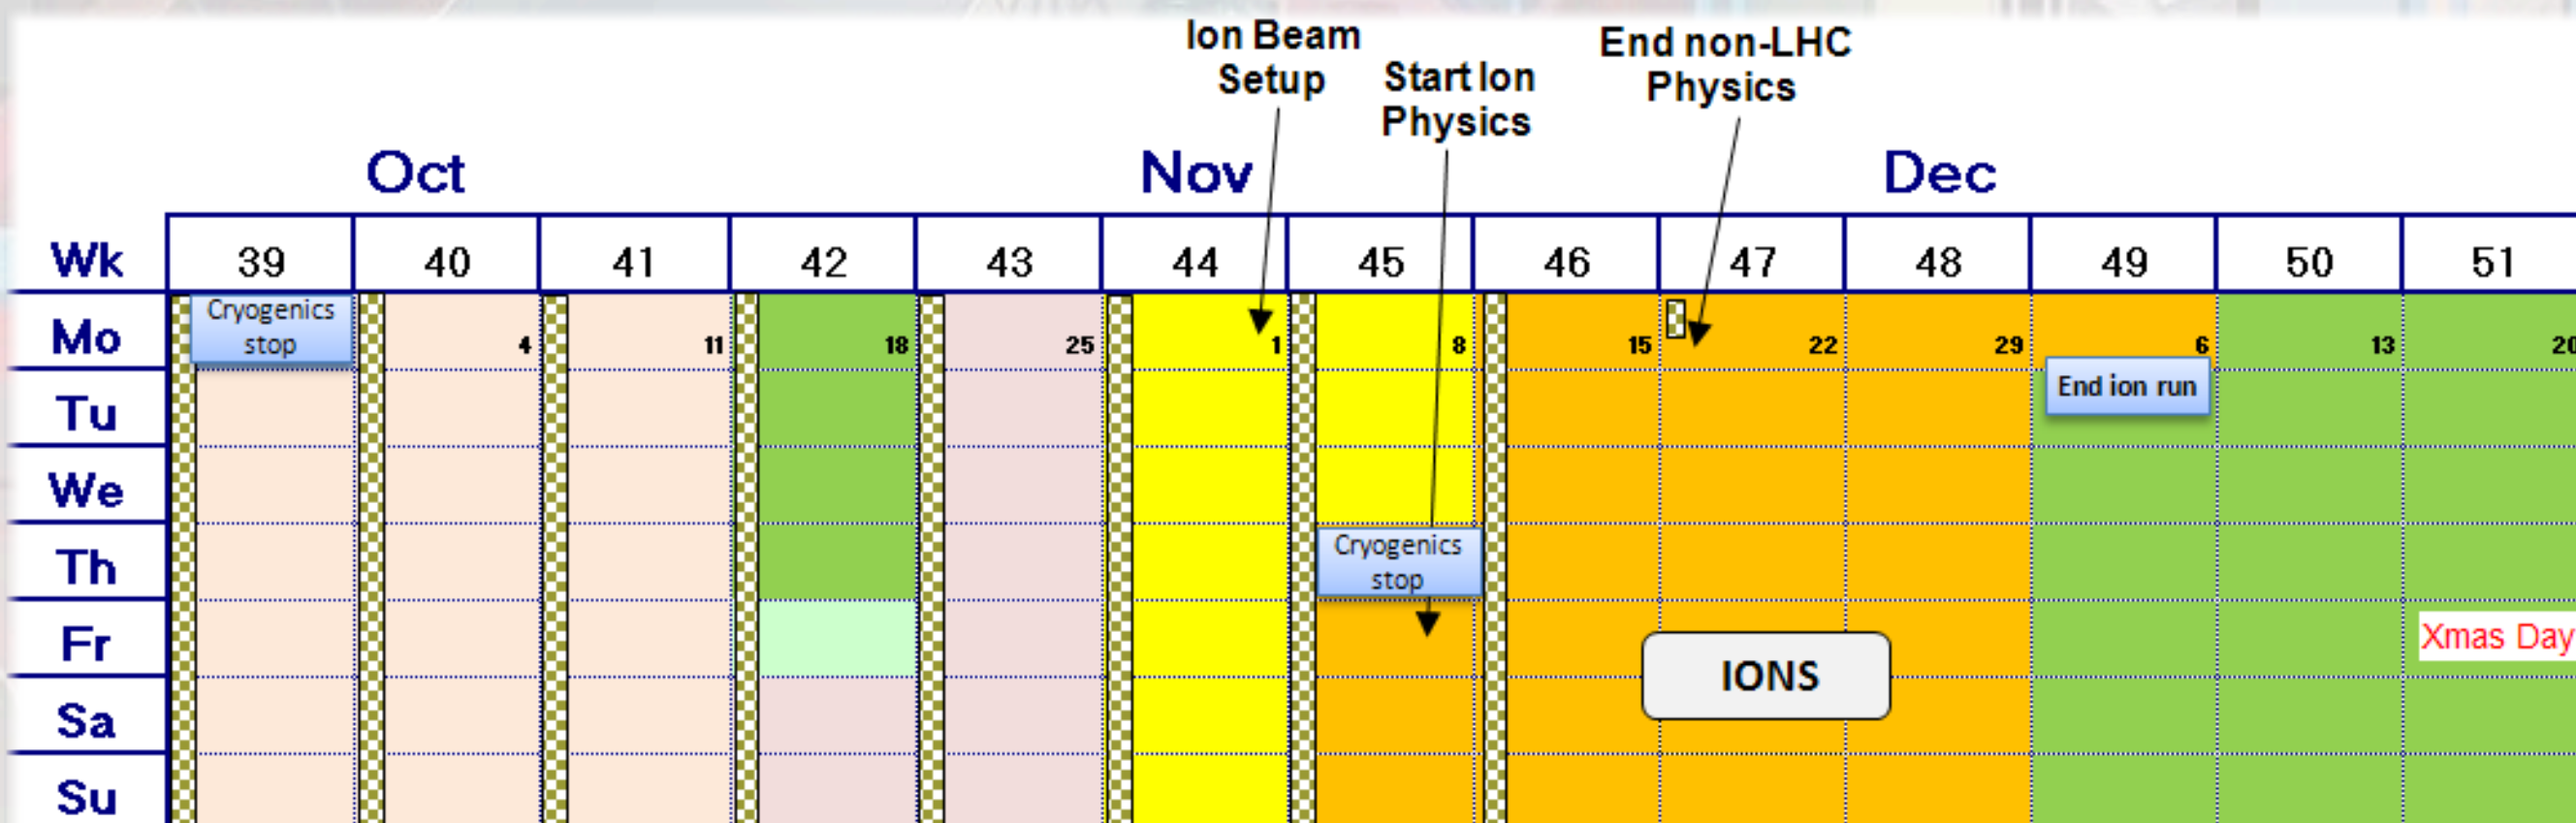 Ion Beam
Setup
Start Ion
Physics
End non-LHC
Physics
Oct
Nov
Dec
Wk 39 40 41 42 43 44 45 46 47 48 49 50 51
Cryogenics
stop
Mo 4 11 18 25 1 8 15 22 29 6 13 20
Tu End ion run
We
Th Cryogenics
stop
Fr Xmas Day
IONS
Sa
Su